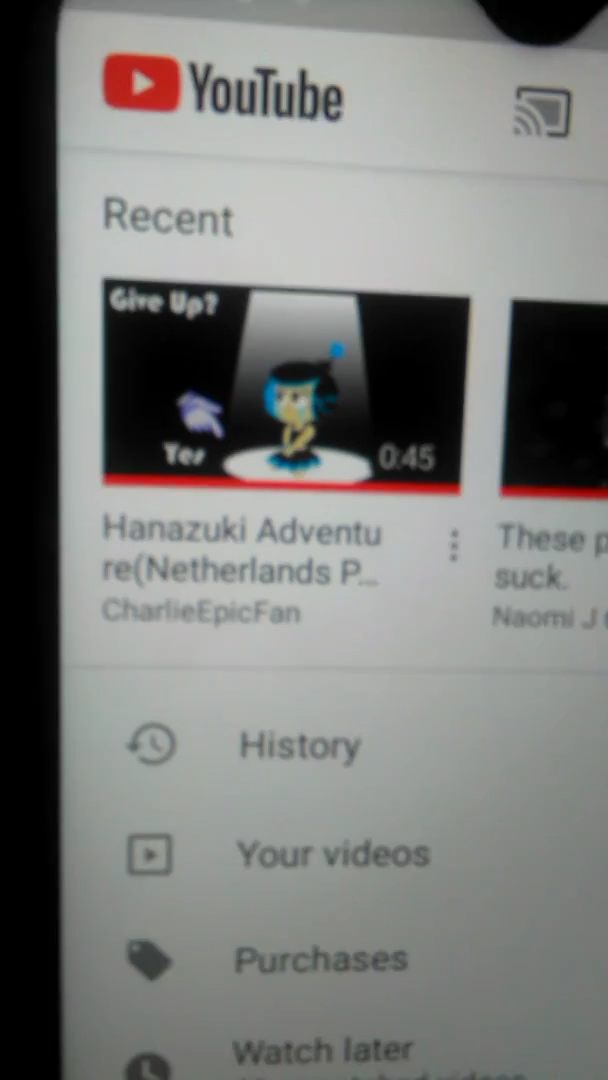 YouTube
Recent
Give Up?
Yes
0:45
Hanazuki Adventu
re(Netherlands P...
CharlieEpicFan
These p
suck.
Naomi J
History
Your videos
Purchases
Watch later